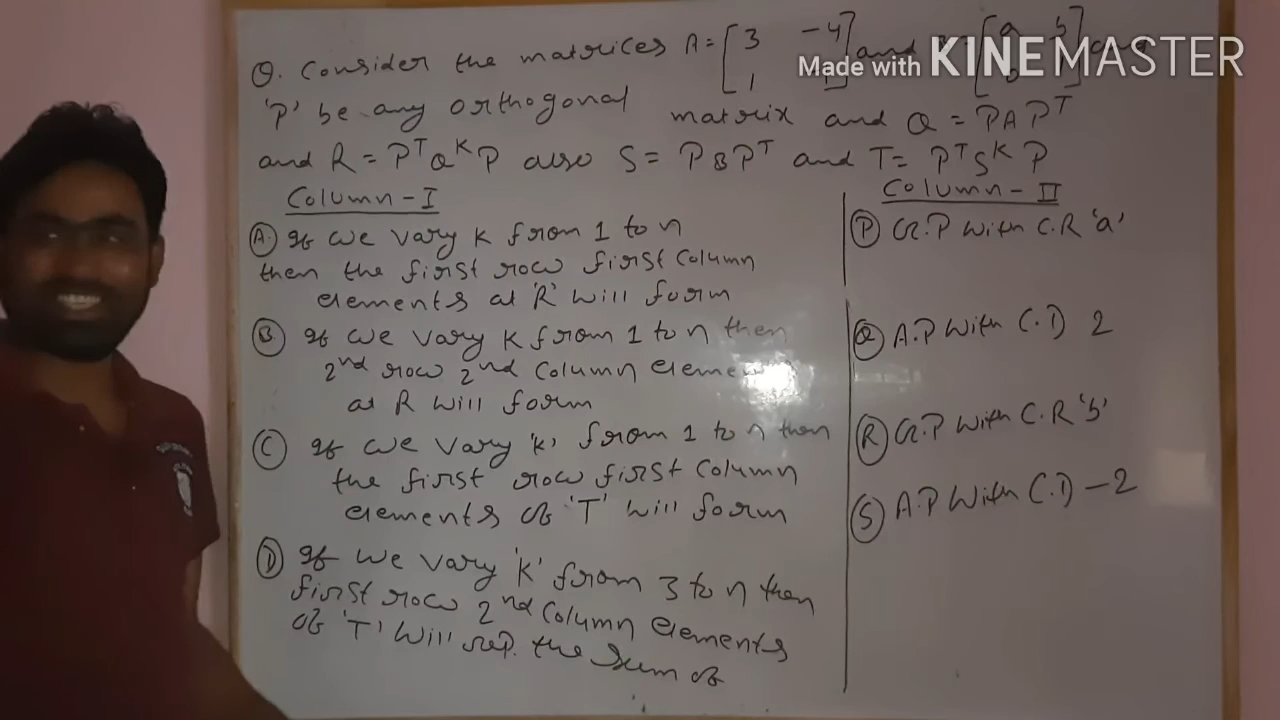 Q. Consider the matrices A = [3 -4] and [a b] and
Made with KINEMASTER
1
'P' be any orthogonal matrix and Q = PAP^T
and R = P^T Q^K P also S = PBP^T and T = P^T S^K P
Column - I
Column - II
(A) If we vary K from 1 to n
then the first row first column
elements at 'R' will form
(P) G.P with C.R 'a'
(B) If we vary K from 1 to n then
2nd row 2nd column elements
at R will form
(Q) A.P with C.D 2
(C) If we vary 'K' from 1 to n then
the first row first column
elements of 'T' will form
(R) G.P with C.R 'b'
(D) If we vary 'K' from 3 to n then
first row 2nd column elements
of 'T' will rep. the sum of
(S) A.P with C.D -2